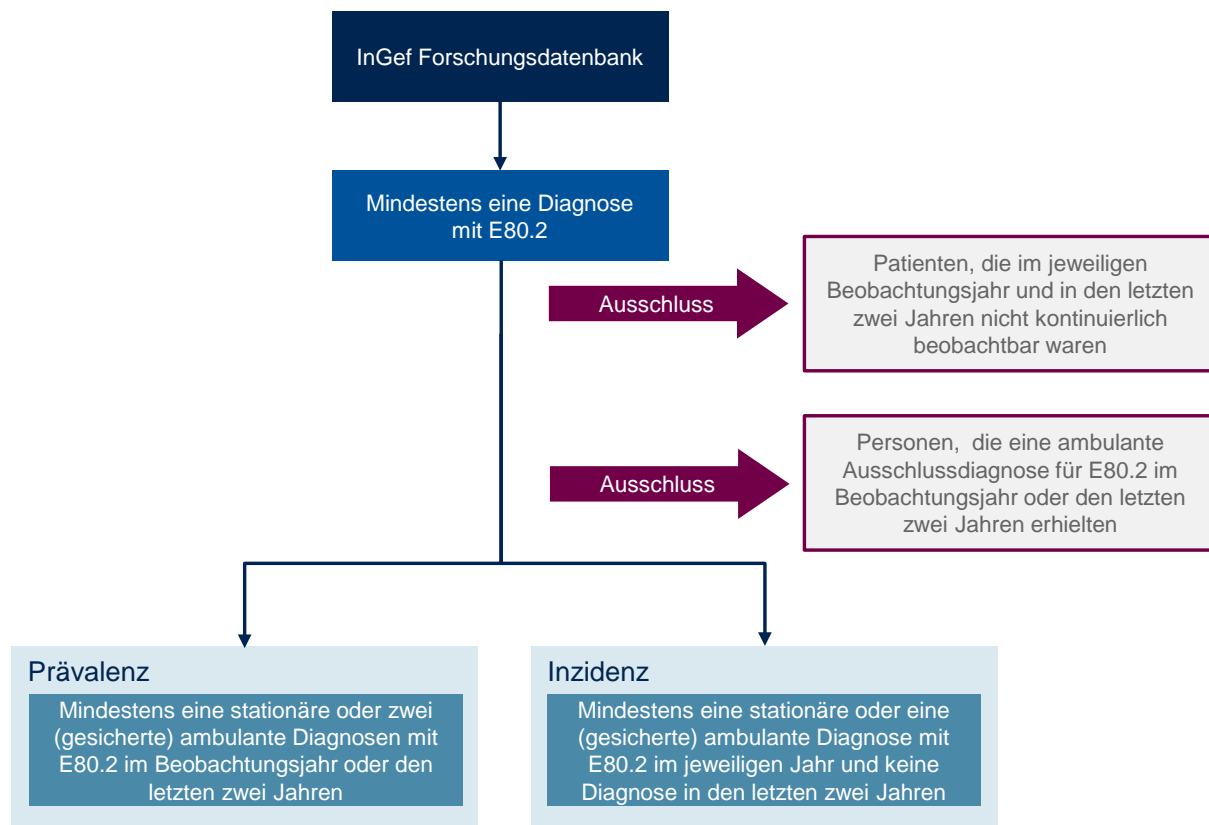 InGef Forschungsdatenbank
Mindestens eine Diagnose
mit E80.2
Ausschluss
Patienten, die im jeweiligen
Beobachtungsjahr und in den letzten
zwei Jahren nicht kontinuierlich
beobachtbar waren
Ausschluss
Personen, die eine ambulante
Ausschlussdiagnose für E80.2 im
Beobachtungsjahr oder den letzten
zwei Jahren erhielten
Prävalenz
Mindestens eine stationäre oder zwei
(gesicherte) ambulante Diagnosen mit
E80.2 im Beobachtungsjahr oder den
letzten zwei Jahren
Inzidenz
Mindestens eine stationäre oder eine
(gesicherte) ambulante Diagnose mit
E80.2 im jeweiligen Jahr und keine
Diagnose in den letzten zwei Jahren